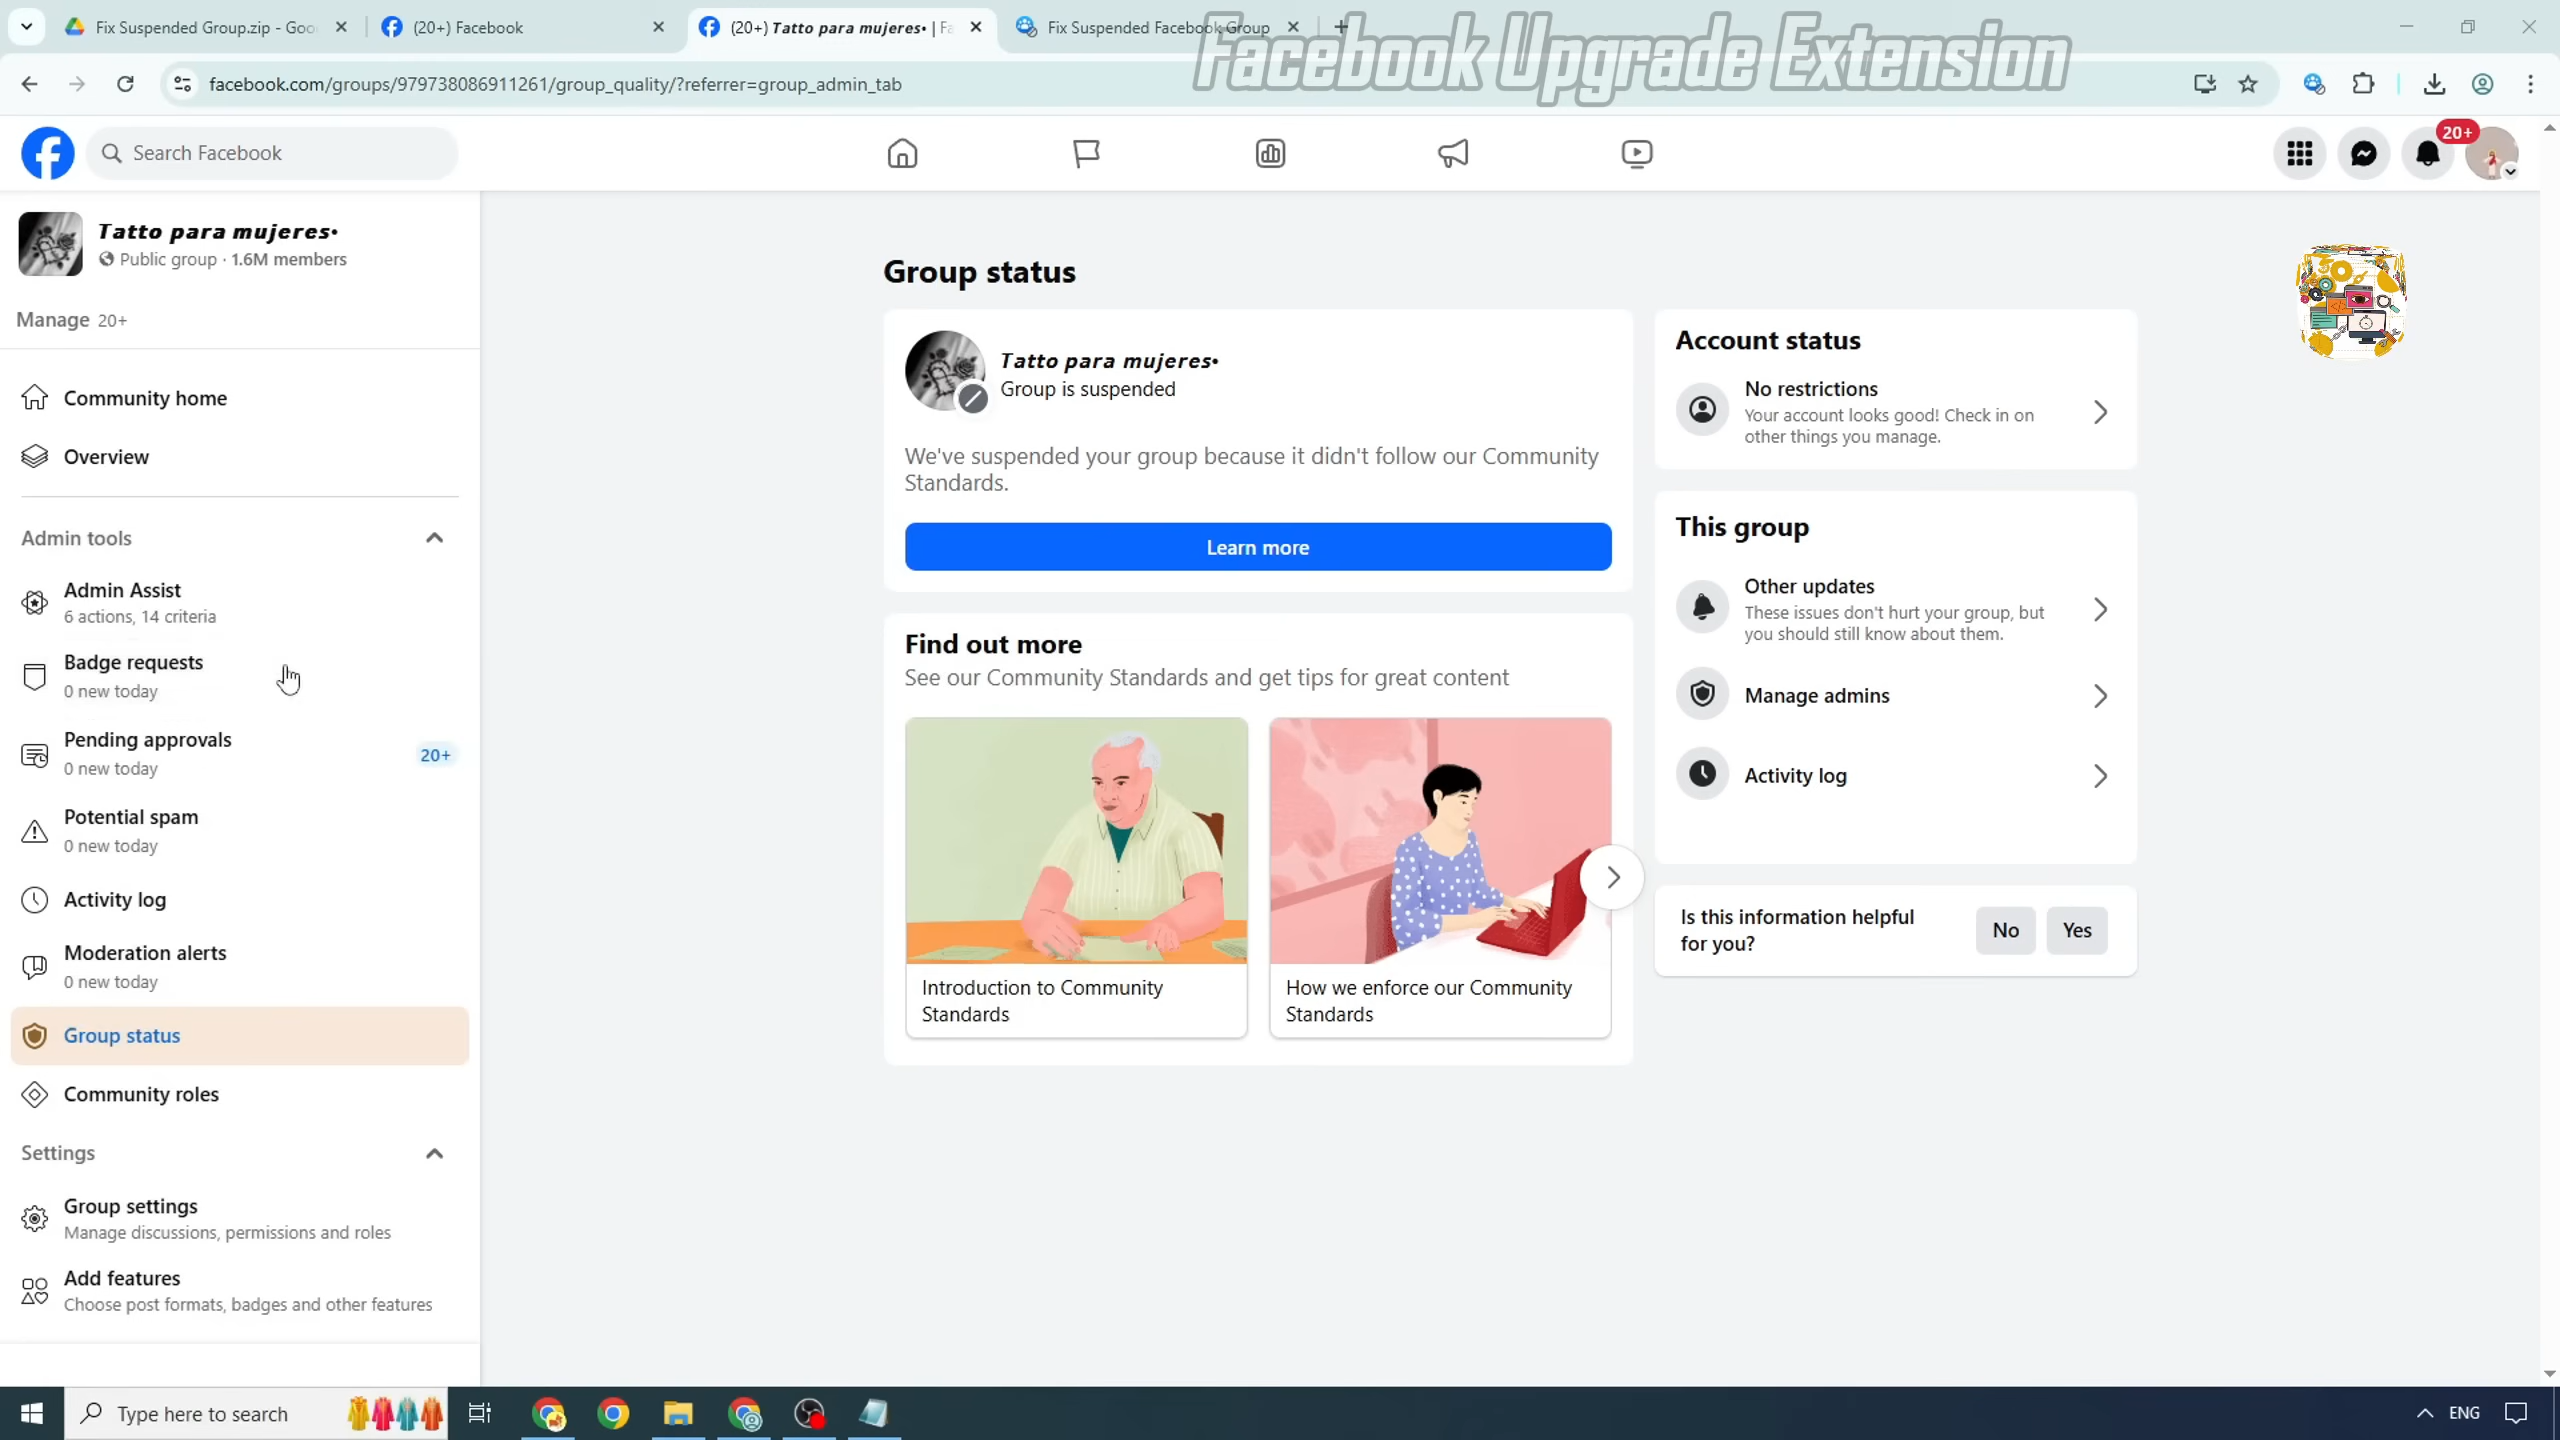 Fix Suspended Group.zip - Goo
(20+) Facebook
(20+) Tatto para mujeres• | Fa
Fix Suspended Facebook Group
Facebook Upgrade Extension
facebook.com/groups/979738086911261/group_quality/?referrer=group_admin_tab
Search Facebook
20+
Tatto para mujeres•
Public group · 1.6M members
Manage 20+
Community home
Overview
Admin tools
Admin Assist
6 actions, 14 criteria
Badge requests
0 new today
Pending approvals
0 new today
20+
Potential spam
0 new today
Activity log
Moderation alerts
0 new today
Group status
Community roles
Settings
Group settings
Manage discussions, permissions and roles
Add features
Choose post formats, badges and other features
Group status
Tatto para mujeres•
Group is suspended
We've suspended your group because it didn't follow our Community
Standards.
Learn more
Find out more
See our Community Standards and get tips for great content
Introduction to Community
Standards
How we enforce our Community
Standards
Account status
No restrictions
Your account looks good! Check in on
other things you manage.
This group
Other updates
These issues don't hurt your group, but
you should still know about them.
Manage admins
Activity log
Is this information helpful
for you?
No
Yes
Type here to search
ENG